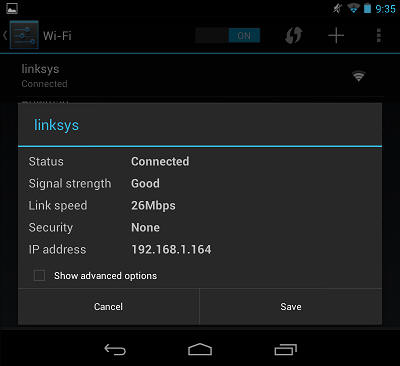 9:35
Wi-Fi
ON
linksys
Connected
linksys
Status Connected
Signal strength Good
Link speed 26Mbps
Security None
IP address 192.168.1.164
Show advanced options
Cancel Save